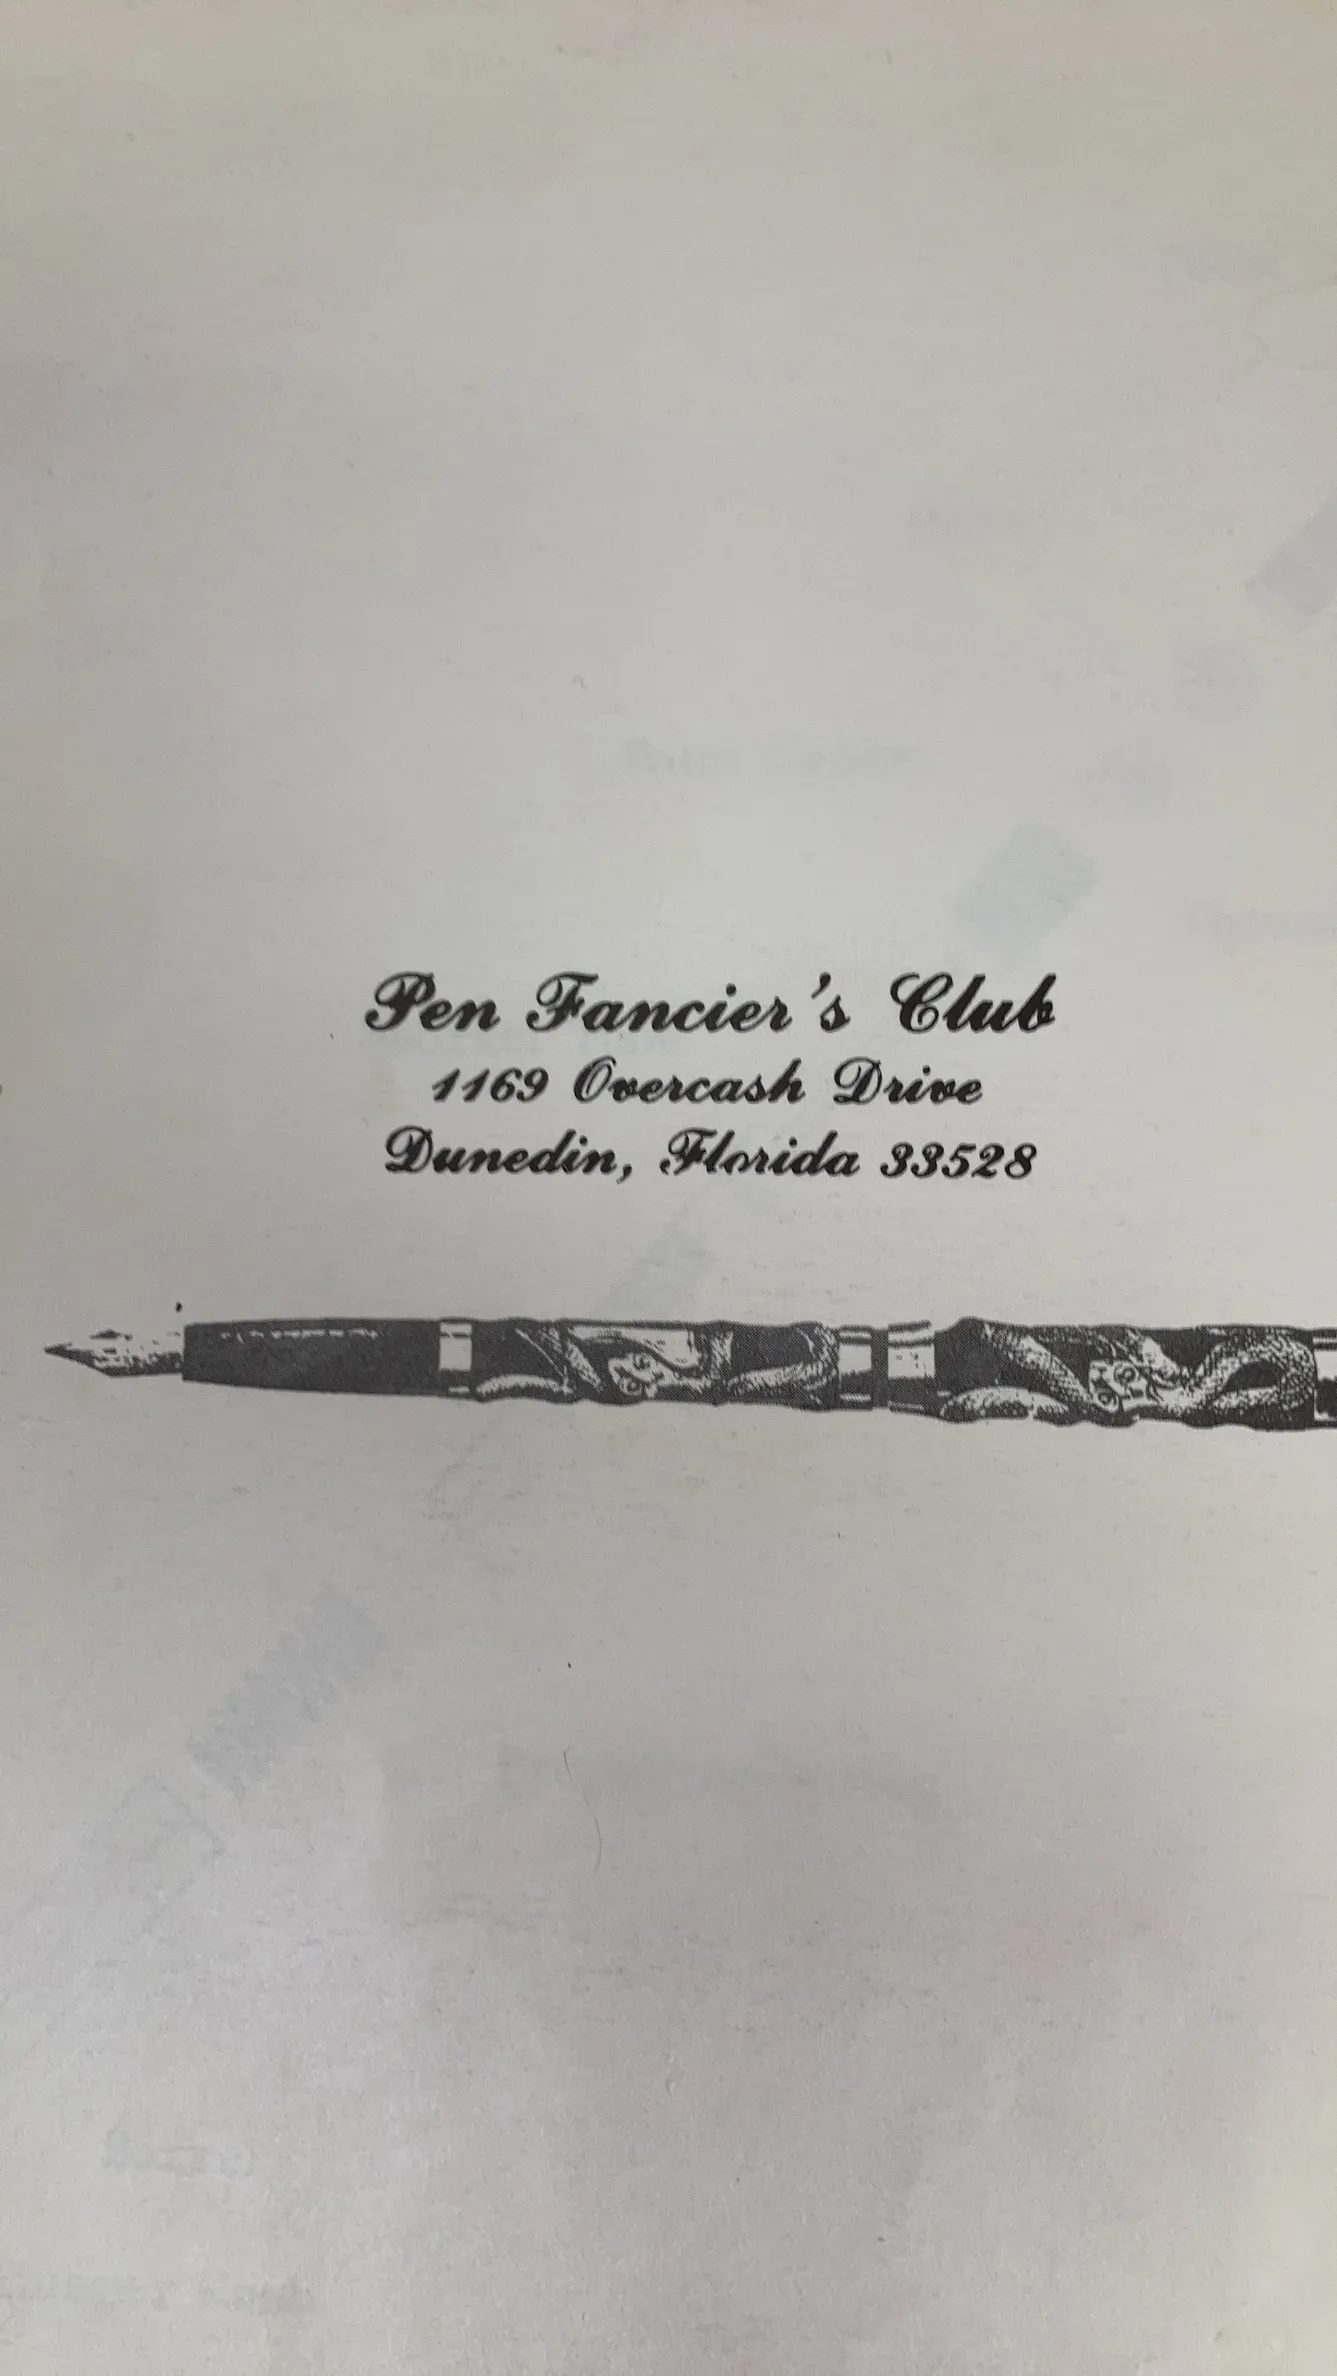 Pen Fancier's Club
1169 Overcash Drive
Dunedin, Florida 33528